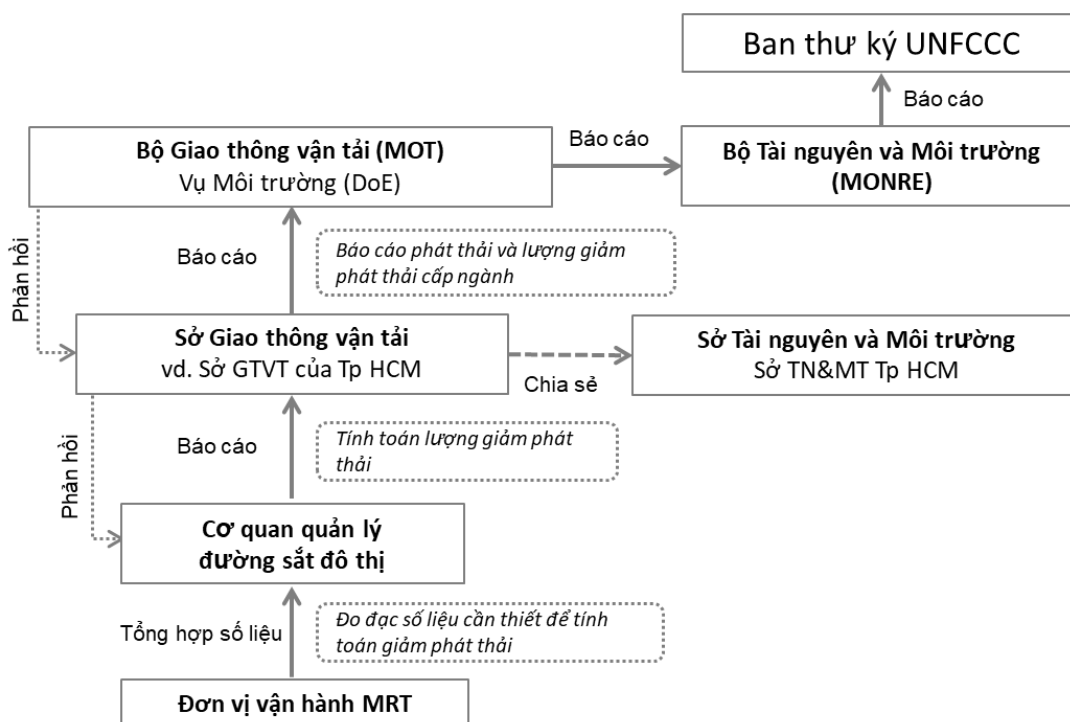 Ban thư ký UNFCCC
Báo cáo
Bộ Giao thông vận tải (MOT)
Vụ Môi trường (DoE)
Báo cáo
Bộ Tài nguyên và Môi trường
(MONRE)
Phản hồi
Báo cáo
Báo cáo phát thải và lượng giảm
phát thải cấp ngành
Sở Giao thông vận tải
vd. Sở GTVT của Tp HCM
Chia sẻ
Sở Tài nguyên và Môi trường
Sở TN&MT Tp HCM
Phản hồi
Báo cáo
Tính toán lượng giảm phát
thải
Cơ quan quản lý
đường sắt đô thị
Tổng hợp số liệu
Đo đạc số liệu cần thiết để tính
toán giảm phát thải
Đơn vị vận hành MRT